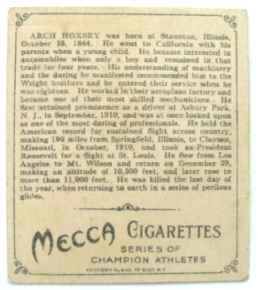 ARCH HOXSEY was born at Staunton, Illinois,
October 15, 1884. He went to California with his
parents when a young child. He became interested in
automobiles when only a boy and remained in that
trade for four years. His understanding of machinery
and the daring he manifested recommended him to the
Wright brothers and he entered their service when he
was eighteen. He worked in their aeroplane factory and
became one of their most skilled mechanicians. He
first attained prominence as a driver at Asbury Park,
N. J., in September, 1910, and was at once looked upon
as one of the most daring of professionals. He held the
American record for sustained flight across country,
making 100 miles from Springfield, Illinois, to Clayton,
Missouri, in October, 1910, and took ex-President
Roosevelt for a flight at St. Louis. He flew from Los
Angeles to Mt. Wilson and return on December 29,
making an altitude of 10,500 feet, and later rose to
more than 11,000 feet. He was killed the last day of
the year, when returning to earth in a series of perilous
glides.
MECCA CIGARETTES
SERIES OF
CHAMPION ATHLETES
FACTORY No. DIST. N.Y.